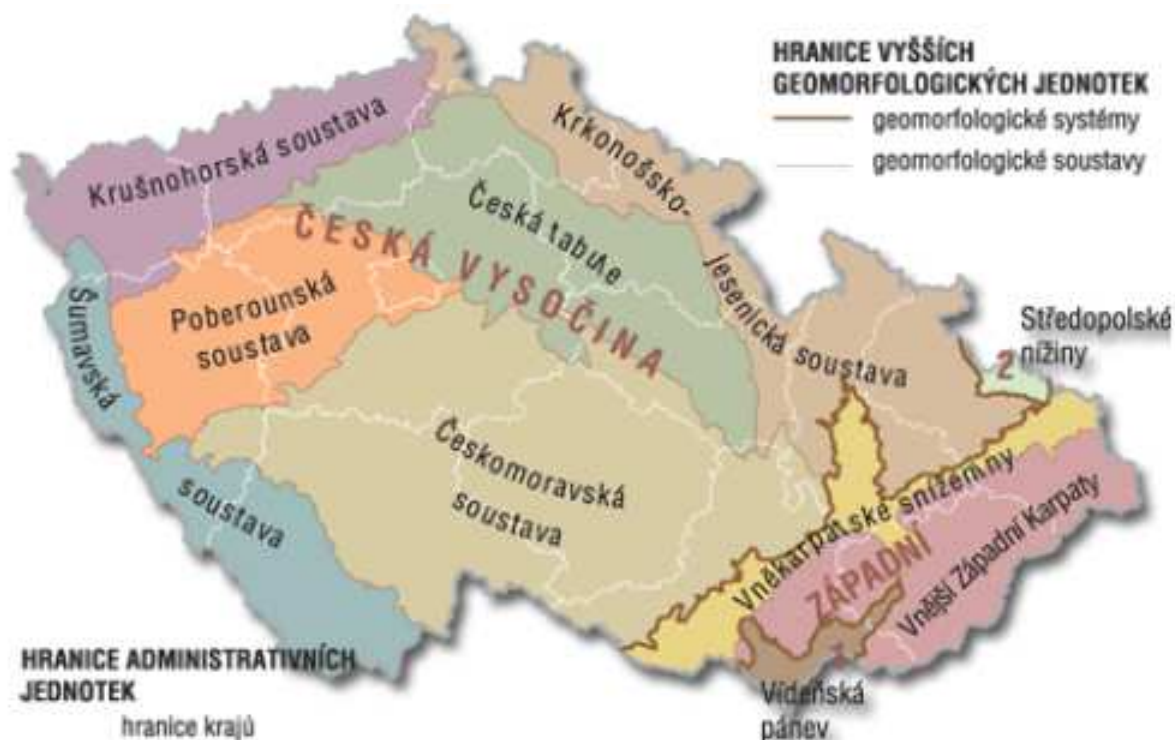 HRANICE VYŠŠÍCH
GEOMORFOLOGICKÝCH JEDNOTEK
geomorfologické systémy
geomorfologické soustavy
Krušnohorská soustava
Krkonošsko-
jesenická soustava
Česká tabule
ČESKÁ VYSOČINA
Poberounská
soustava
Šumavská
soustava
Českomoravská
soustava
Středopolské
nížiny
2
Vněkarpatské sníženiny
ZÁPADNÍ
Vnější Západní Karpaty
1
Vídeňská
pánev
HRANICE ADMINISTRATIVNÍCH
JEDNOTEK
hranice krajů